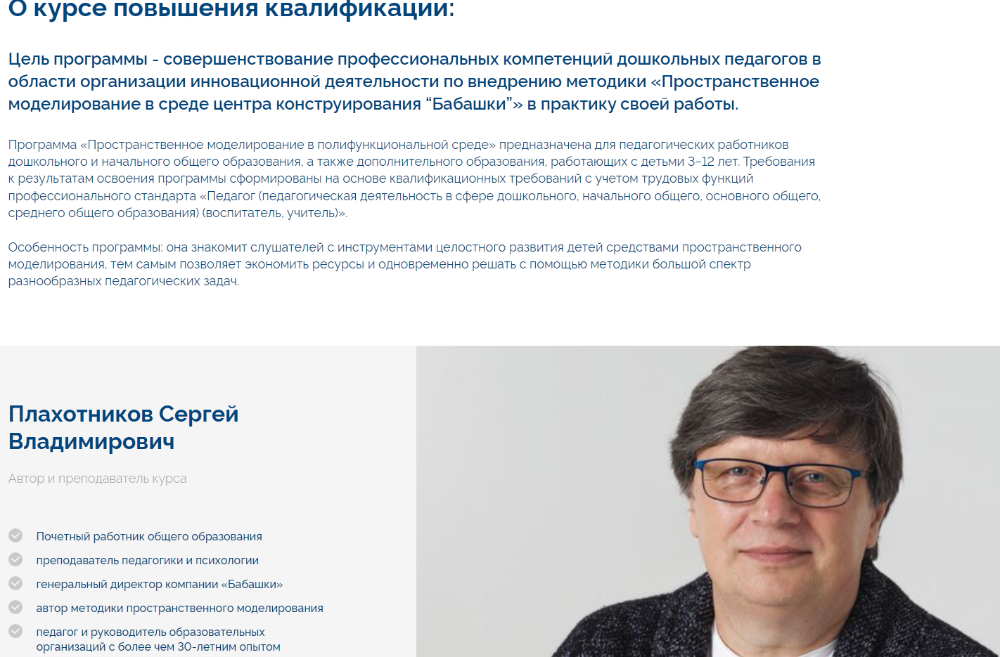 О курсе повышения квалификации:
Цель программы - совершенствование профессиональных компетенций дошкольных педагогов в
области организации инновационной деятельности по внедрению методики «Пространственное
моделирование в среде центра конструирования “Бабашки”» в практику своей работы.
Программа «Пространственное моделирование в полифункциональной среде» предназначена для педагогических работников
дошкольного и начального общего образования, а также дополнительного образования, работающих с детьми 3–12 лет. Требования
к результатам освоения программы сформированы на основе квалификационных требований с учетом трудовых функций
профессионального стандарта «Педагог (педагогическая деятельность в сфере дошкольного, начального общего, основного общего,
среднего общего образования) (воспитатель, учитель)».
Особенность программы: она знакомит слушателей с инструментами целостного развития детей средствами пространственного
моделирования, тем самым позволяет экономить ресурсы и одновременно решать с помощью методики большой спектр
разнообразных педагогических задач.
Плахотников Сергей
Владимирович
Автор и преподаватель курса
Почетный работник общего образования
преподаватель педагогики и психологии
генеральный директор компании «Бабашки»
автор методики пространственного моделирования
педагог и руководитель образовательных
организаций с более чем 30-летним опытом